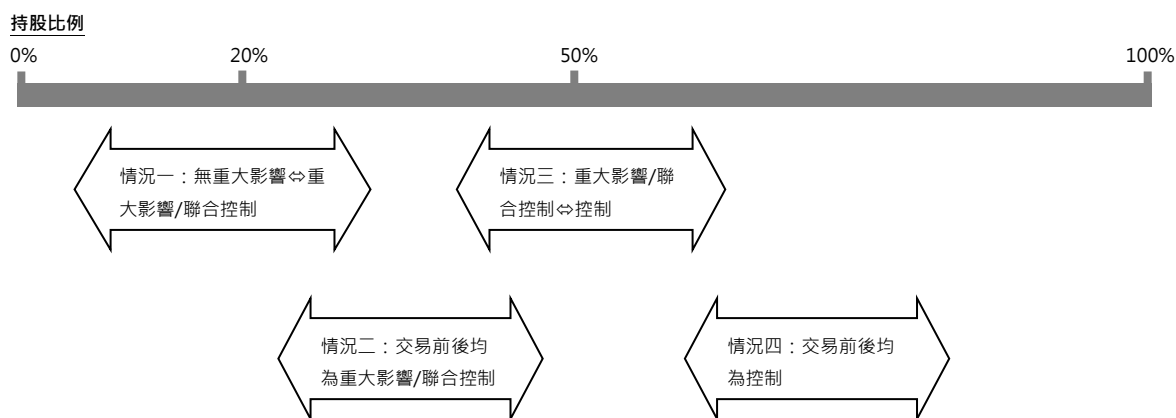 持股比例
0% 20% 50% 100%
情況一：無重大影響⇔重
大影響/聯合控制
情況三：重大影響/聯
合控制⇔控制
情況二：交易前後均
為重大影響/聯合控制
情況四：交易前後均
為控制